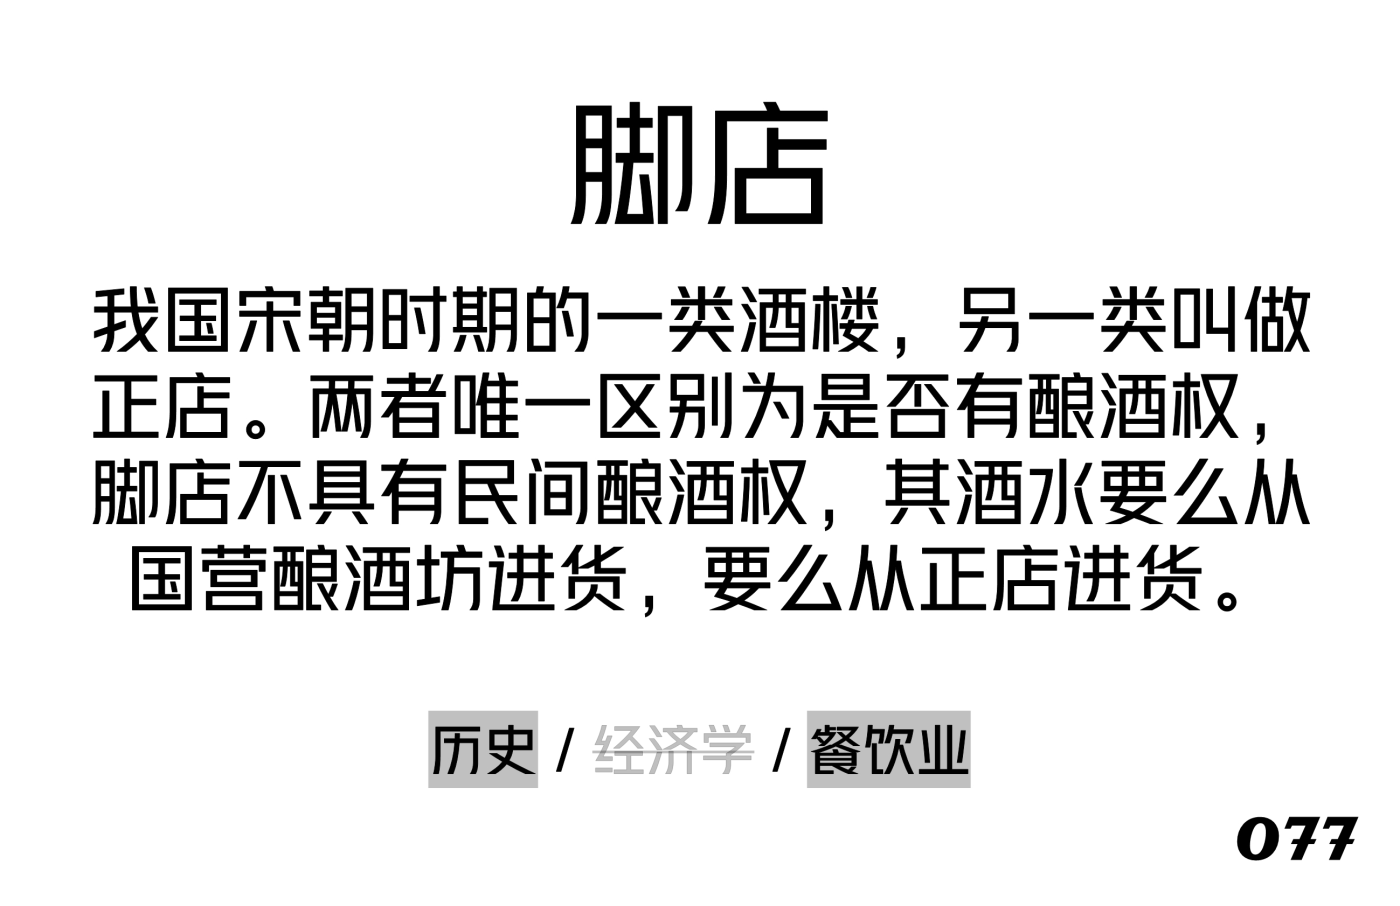 脚店
我国宋朝时期的一类酒楼，另一类叫做
正店。两者唯一区别为是否有酿酒权，
脚店不具有民间酿酒权，其酒水要么从
国营酿酒坊进货，要么从正店进货。
历史 / 经济学 / 餐饮业
077